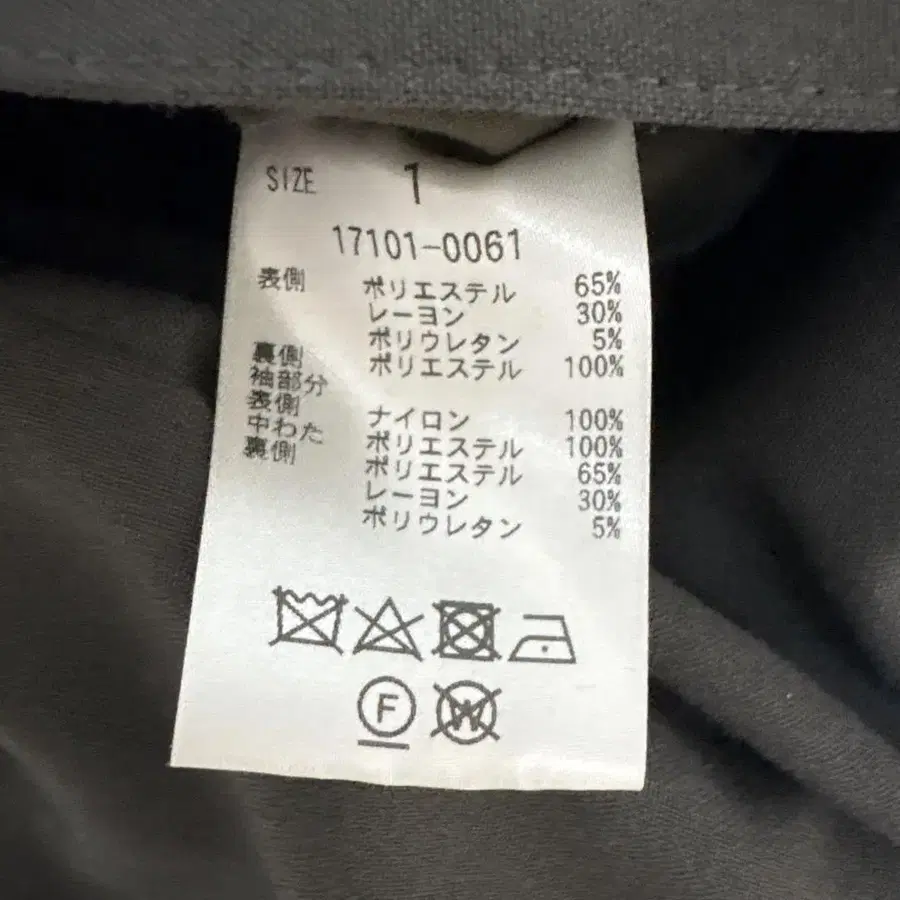 SIZE 1
17101-0061
表側 ポリエステル 65%
レーヨン 30%
ポリウレタン 5%
裏側 ポリエステル 100%
袖部分
表側 ナイロン 100%
中わた ポリエステル 100%
裏側 ポリエステル 65%
レーヨン 30%
ポリウレタン 5%
F W